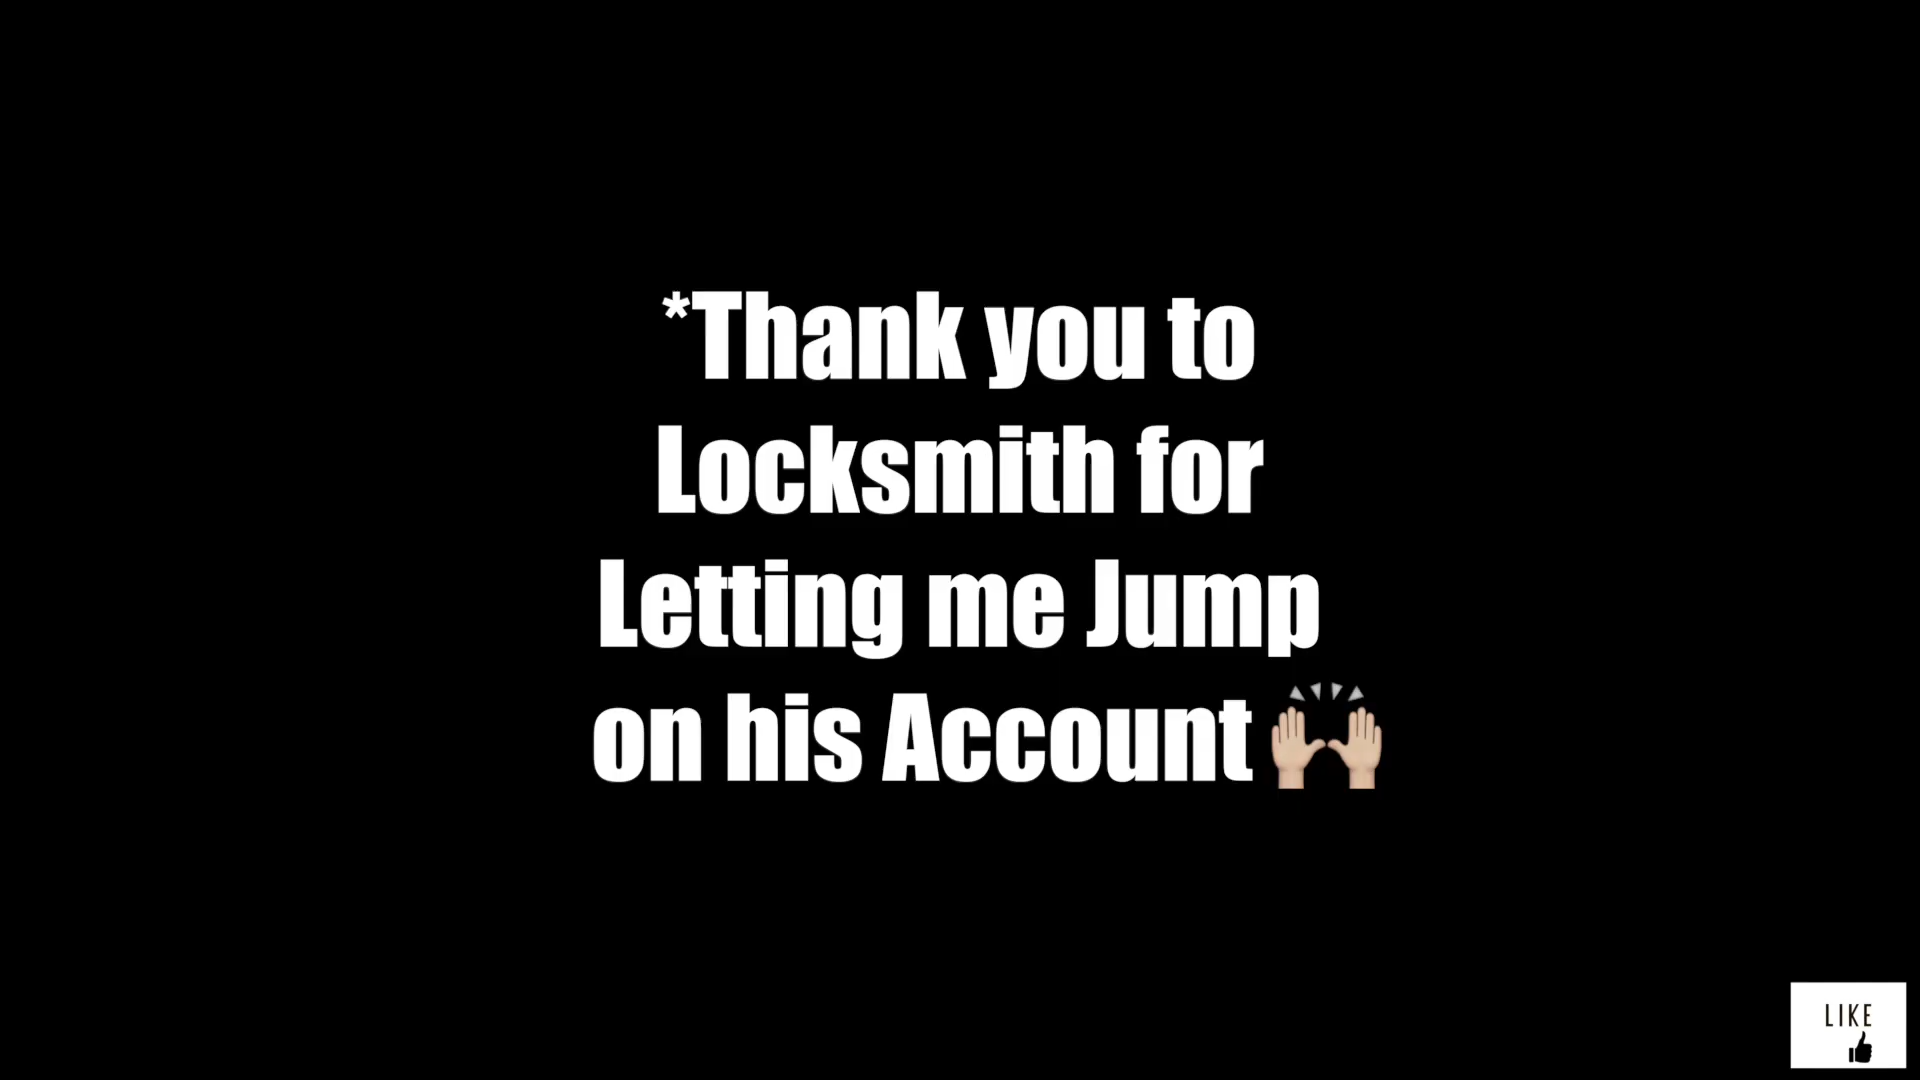 *Thank you to
Locksmith for
Letting me Jump
on his Account 🙌🏼
LIKE